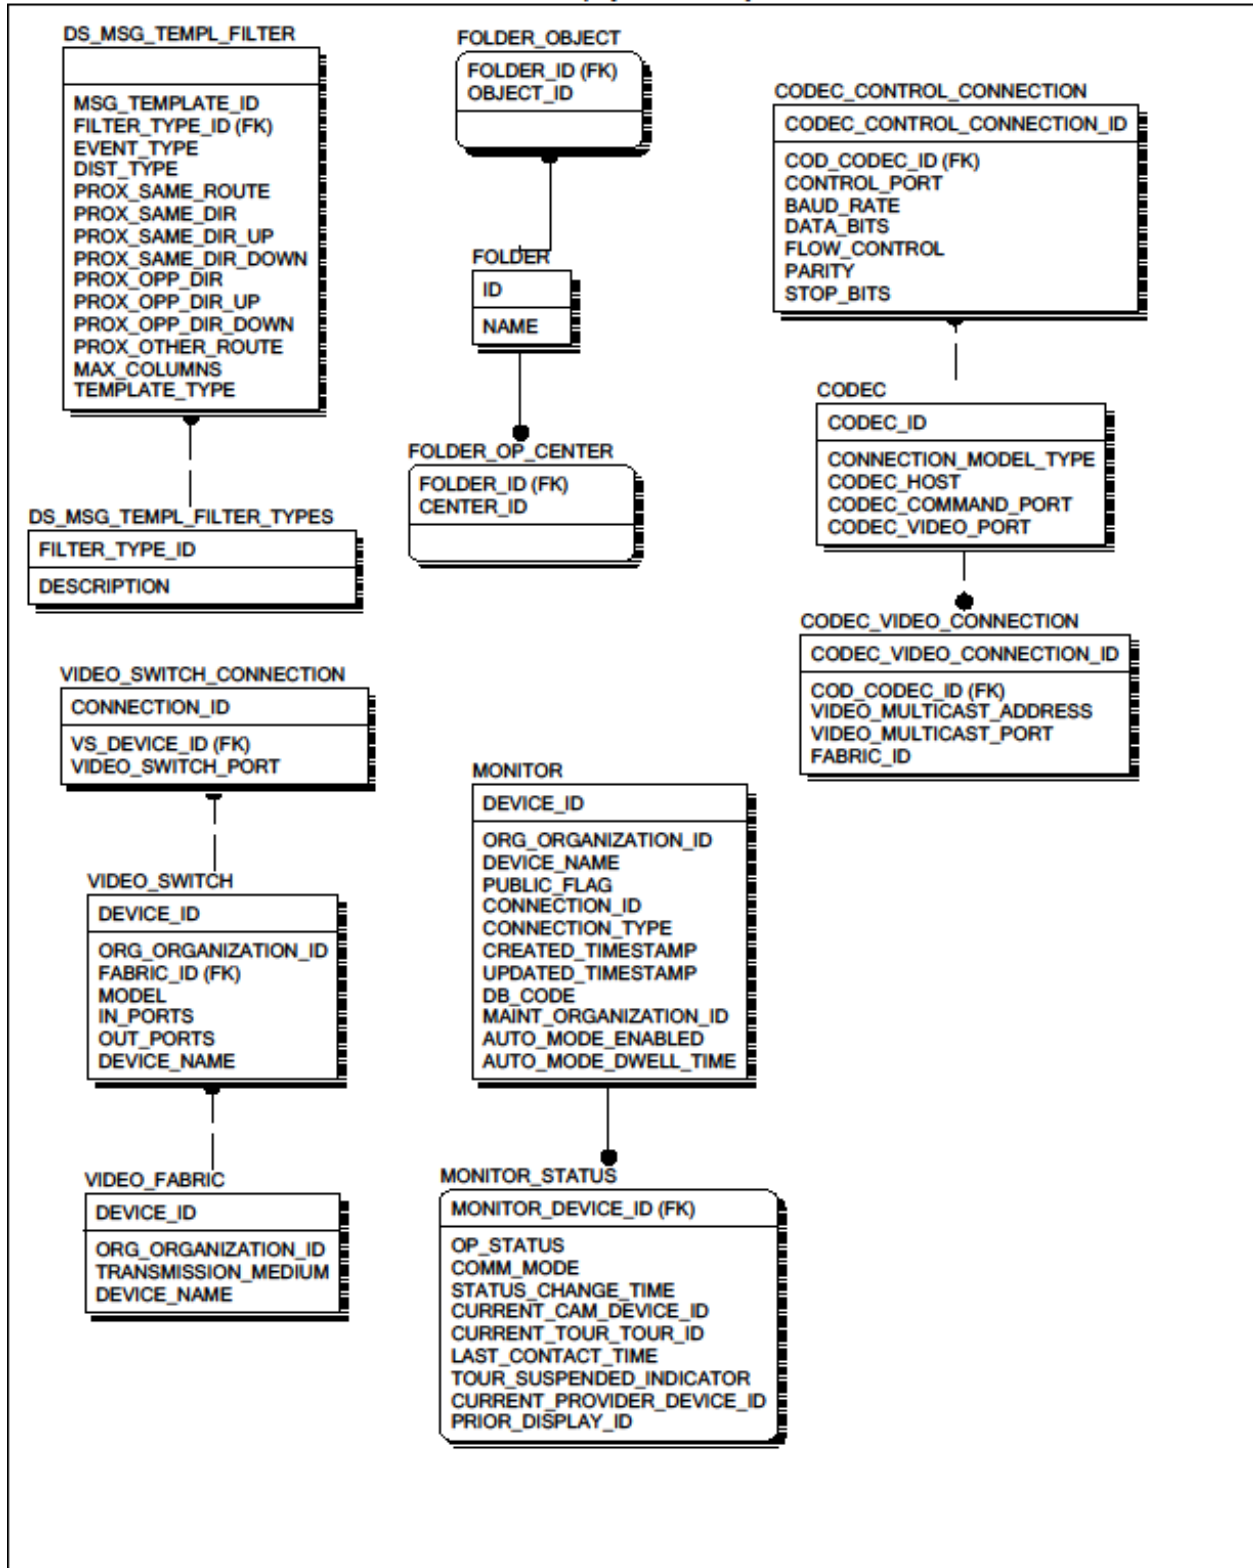 DS_MSG_TEMPL_FILTER
MSG_TEMPLATE_ID
FILTER_TYPE_ID (FK)
EVENT_TYPE
DIST_TYPE
PROX_SAME_ROUTE
PROX_SAME_DIR
PROX_SAME_DIR_UP
PROX_SAME_DIR_DOWN
PROX_OPP_DIR
PROX_OPP_DIR_UP
PROX_OPP_DIR_DOWN
PROX_OTHER_ROUTE
MAX_COLUMNS
TEMPLATE_TYPE
DS_MSG_TEMPL_FILTER_TYPES
FILTER_TYPE_ID
DESCRIPTION
FOLDER_OBJECT
FOLDER_ID (FK)
OBJECT_ID
FOLDER
ID
NAME
FOLDER_OP_CENTER
FOLDER_ID (FK)
CENTER_ID
CODEC_CONTROL_CONNECTION
CODEC_CONTROL_CONNECTION_ID
COD_CODEC_ID (FK)
CONTROL_PORT
BAUD_RATE
DATA_BITS
FLOW_CONTROL
PARITY
STOP_BITS
CODEC
CODEC_ID
CONNECTION_MODEL_TYPE
CODEC_HOST
CODEC_COMMAND_PORT
CODEC_VIDEO_PORT
CODEC_VIDEO_CONNECTION
CODEC_VIDEO_CONNECTION_ID
COD_CODEC_ID (FK)
VIDEO_MULTICAST_ADDRESS
VIDEO_MULTICAST_PORT
FABRIC_ID
VIDEO_SWITCH_CONNECTION
CONNECTION_ID
VS_DEVICE_ID (FK)
VIDEO_SWITCH_PORT
VIDEO_SWITCH
DEVICE_ID
ORG_ORGANIZATION_ID
FABRIC_ID (FK)
MODEL
IN_PORTS
OUT_PORTS
DEVICE_NAME
VIDEO_FABRIC
DEVICE_ID
ORG_ORGANIZATION_ID
TRANSMISSION_MEDIUM
DEVICE_NAME
MONITOR
DEVICE_ID
ORG_ORGANIZATION_ID
DEVICE_NAME
PUBLIC_FLAG
CONNECTION_ID
CONNECTION_TYPE
CREATED_TIMESTAMP
UPDATED_TIMESTAMP
DB_CODE
MAINT_ORGANIZATION_ID
AUTO_MODE_ENABLED
AUTO_MODE_DWELL_TIME
MONITOR_STATUS
MONITOR_DEVICE_ID (FK)
OP_STATUS
COMM_MODE
STATUS_CHANGE_TIME
CURRENT_CAM_DEVICE_ID
CURRENT_TOUR_TOUR_ID
LAST_CONTACT_TIME
TOUR_SUSPENDED_INDICATOR
CURRENT_PROVIDER_DEVICE_ID
PRIOR_DISPLAY_ID